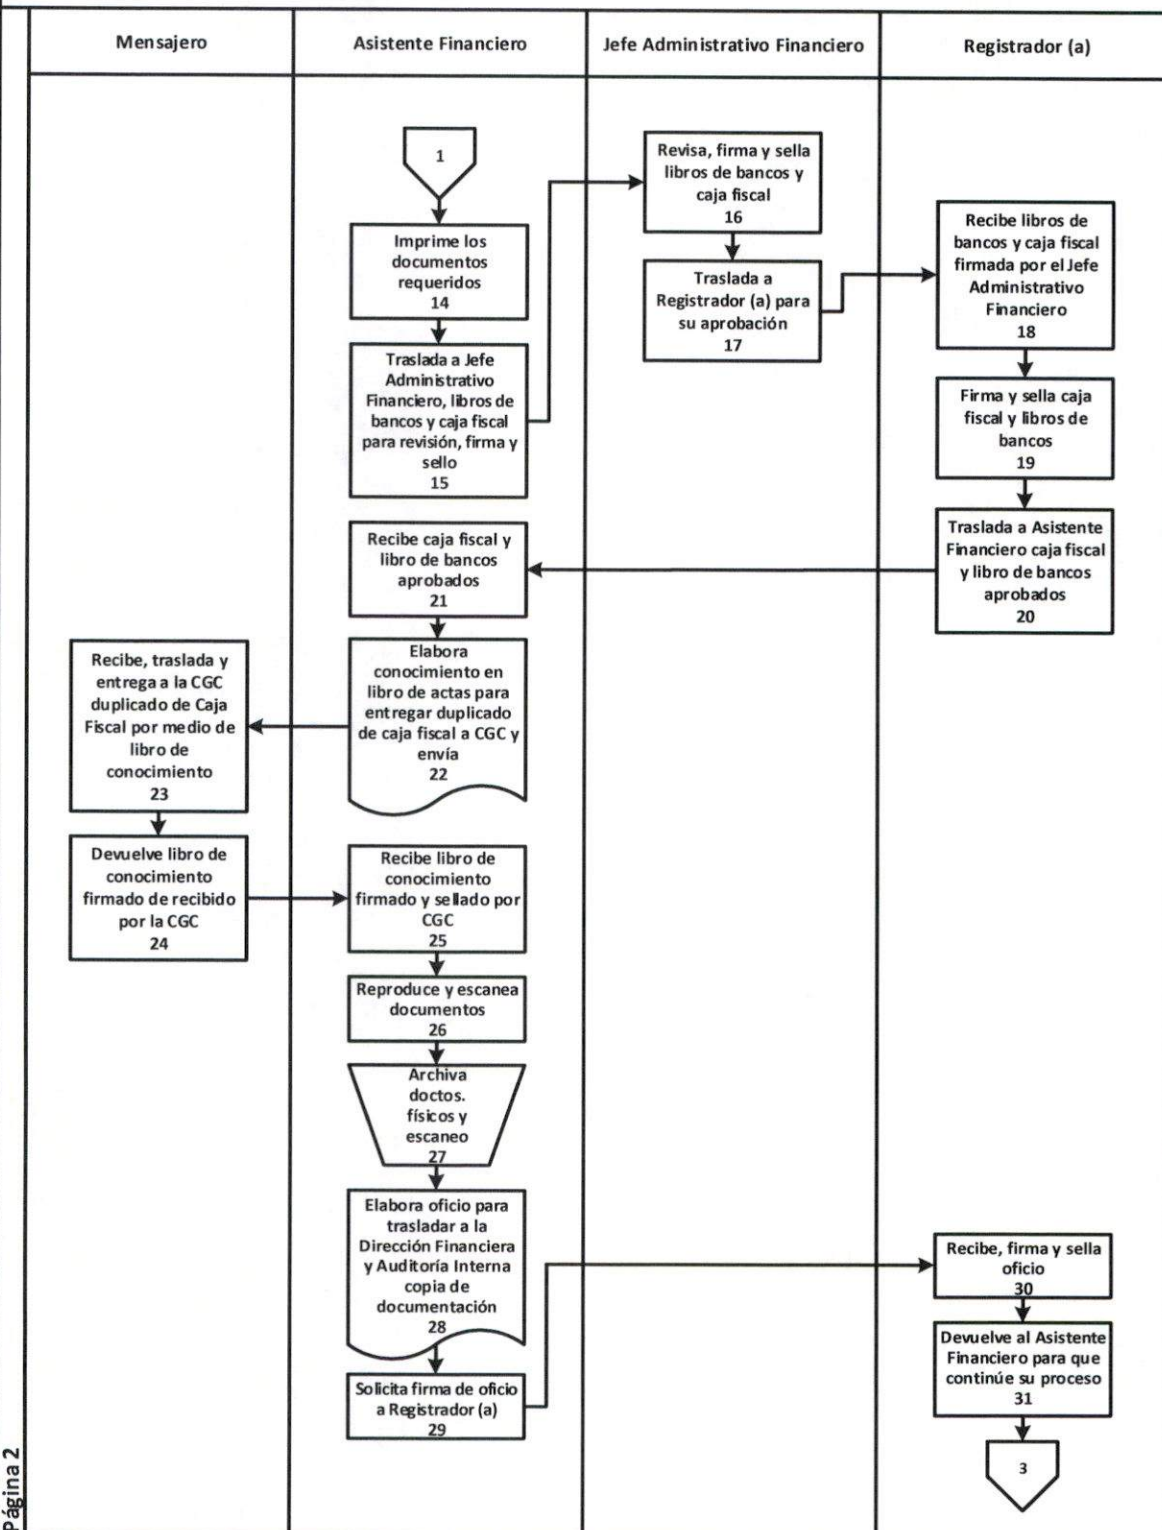 Mensajero
Asistente Financiero
Jefe Administrativo Financiero
Registrador (a)
1
Imprime los
documentos
requeridos
14
Traslada a Jefe
Administrativo
Financiero, libros de
bancos y caja fiscal
para revisión, firma y
sello
15
Revisa, firma y sella
libros de bancos y
caja fiscal
16
Traslada a
Registrador (a) para
su aprobación
17
Recibe libros de
bancos y caja fiscal
firmada por el Jefe
Administrativo
Financiero
18
Firma y sella caja
fiscal y libros de
bancos
19
Traslada a Asistente
Financiero caja fiscal
y libro de bancos
aprobados
20
Recibe caja fiscal y
libro de bancos
aprobados
21
Elabora
conocimiento en
libro de actas para
entregar duplicado
de caja fiscal a CGC y
envía
22
Recibe, traslada y
entrega a la CGC
duplicado de Caja
Fiscal por medio de
libro de
conocimiento
23
Devuelve libro de
conocimiento
firmado de recibido
por la CGC
24
Recibe libro de
conocimiento
firmado y sellado por
CGC
25
Reproduce y escanea
documentos
26
Archiva
doctos.
físicos y
escaneo
27
Elabora oficio para
trasladar a la
Dirección Financiera
y Auditoría Interna
copia de
documentación
28
Solicita firma de oficio
a Registrador (a)
29
Recibe, firma y sella
oficio
30
Devuelve al Asistente
Financiero para que
continúe su proceso
31
3
Página 2